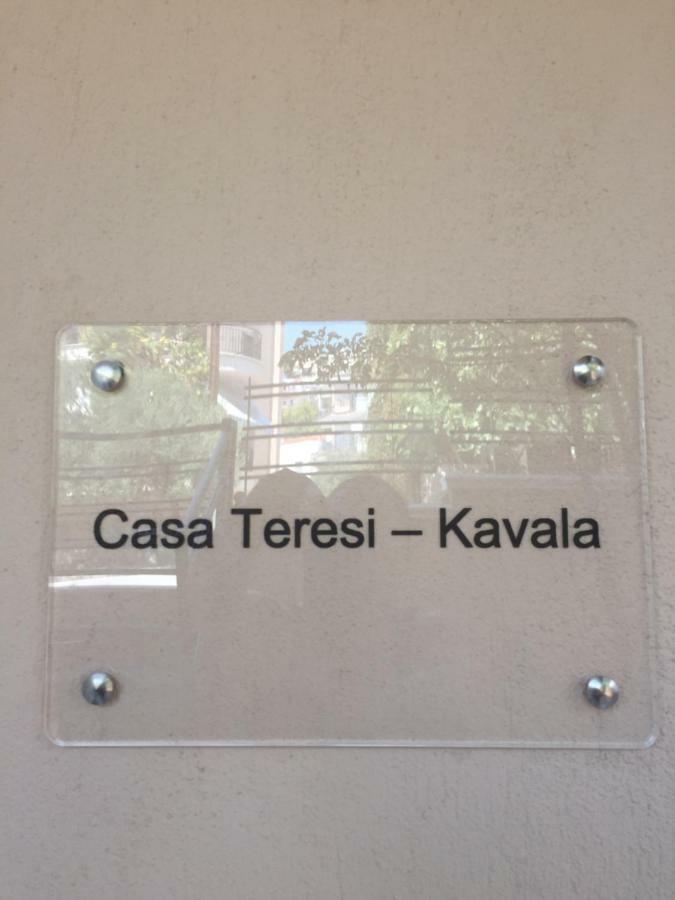 Casa Teresi – Kavala